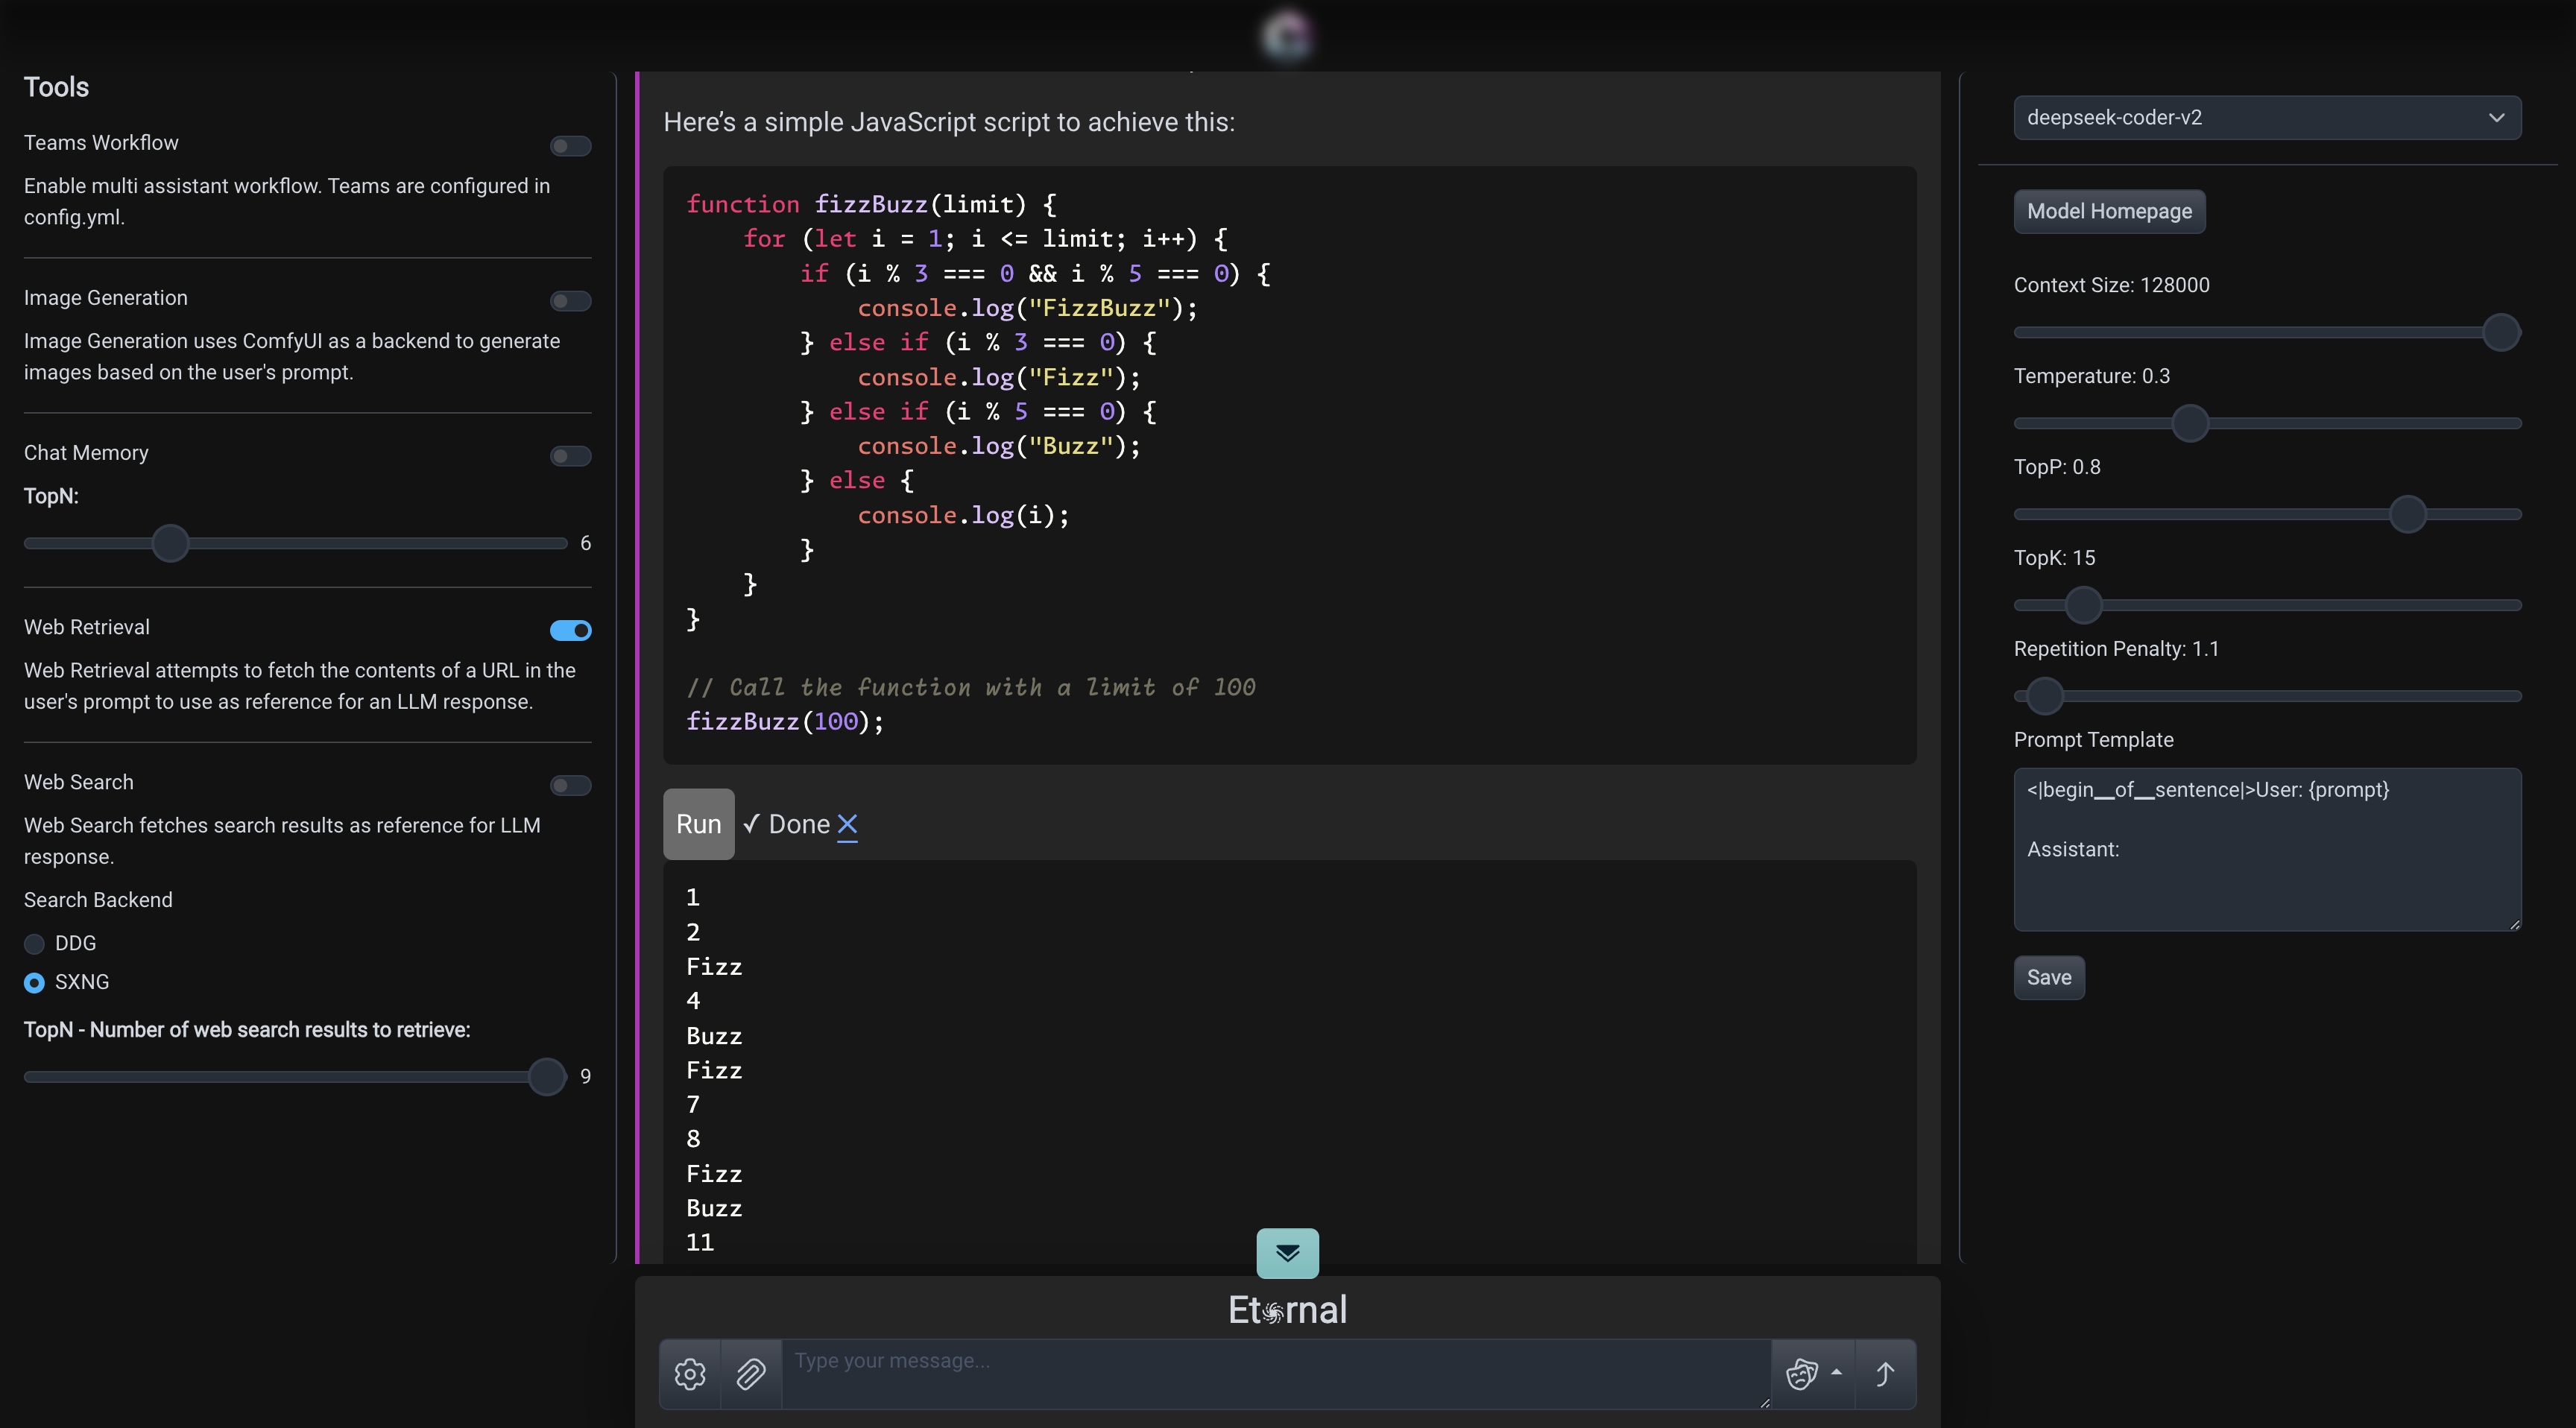 Tools
Teams Workflow
Enable multi assistant workflow. Teams are configured in
config.yml.
Image Generation
Image Generation uses ComfyUI as a backend to generate
images based on the user's prompt.
Chat Memory
TopN:
6
Web Retrieval
Web Retrieval attempts to fetch the contents of a URL in the
user's prompt to use as reference for an LLM response.
Web Search
Web Search fetches search results as reference for LLM
response.
Search Backend
DDG
SXNG
TopN - Number of web search results to retrieve:
9
Here’s a simple JavaScript script to achieve this:
function fizzBuzz(limit) {
    for (let i = 1; i <= limit; i++) {
        if (i % 3 === 0 && i % 5 === 0) {
            console.log("FizzBuzz");
        } else if (i % 3 === 0) {
            console.log("Fizz");
        } else if (i % 5 === 0) {
            console.log("Buzz");
        } else {
            console.log(i);
        }
    }
}
// Call the function with a limit of 100
fizzBuzz(100);
Run ✓ Done ✕
1
2
Fizz
4
Buzz
Fizz
7
8
Fizz
Buzz
11
Eternal
Type your message...
deepseek-coder-v2
Model Homepage
Context Size: 128000
Temperature: 0.3
TopP: 0.8
TopK: 15
Repetition Penalty: 1.1
Prompt Template
<|begin__of__sentence|>User: {prompt}
Assistant:
Save